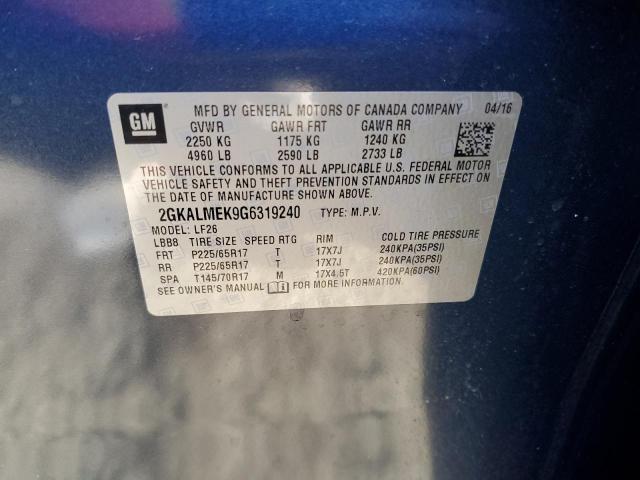 GM
MFD BY GENERAL MOTORS OF CANADA COMPANY 04/16
GVWR GAWR FRT GAWR RR
2250 KG 1175 KG 1240 KG
4960 LB 2590 LB 2733 LB
THIS VEHICLE CONFORMS TO ALL APPLICABLE U.S. FEDERAL MOTOR
VEHICLE SAFETY AND THEFT PREVENTION STANDARDS IN EFFECT ON
THE DATE OF MANUFACTURE SHOWN ABOVE.
2GKALMEK9G6319240 TYPE: M.P.V.
MODEL: LF26
LBB8 TIRE SIZE SPEED RTG RIM COLD TIRE PRESSURE
FRT P225/65R17 T 17X7J 240KPA(35PSI)
RR P225/65R17 T 17X7J 240KPA(35PSI)
SPA T145/70R17 M 17X4.5T 420KPA(60PSI)
SEE OWNER'S MANUAL FOR MORE INFORMATION.